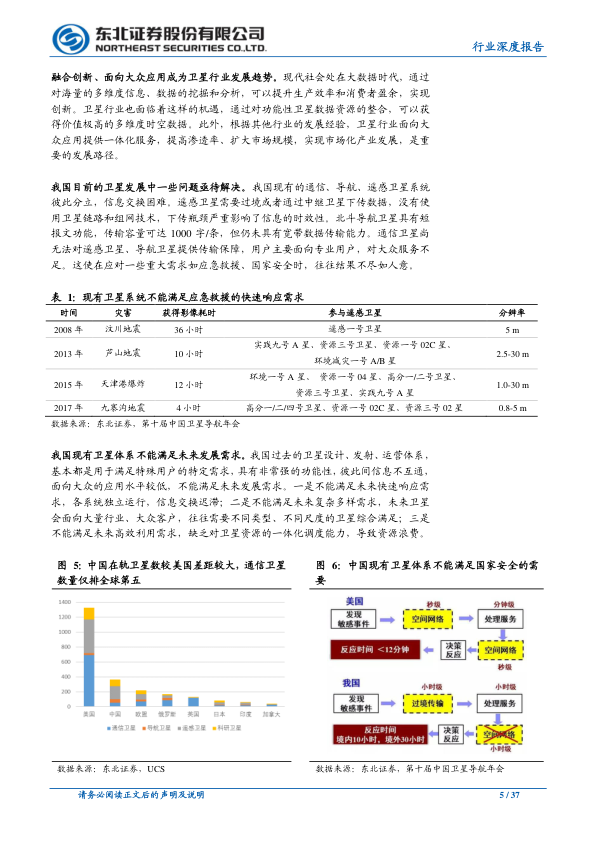 东北证券股份有限公司
NORTHEAST SECURITIES CO.,LTD.
行业深度报告
融合创新、面向大众应用成为卫星行业发展趋势。现代社会处在大数据时代，通过
对海量的多维度信息、数据的挖掘和分析，可以提升生产效率和消费者盈余，实现
创新。卫星行业也面临着这样的机遇，通过对功能性卫星数据资源的整合，可以获
得价值极高的多维度时空数据。此外，根据其他行业的发展经验，卫星行业面向大
众应用提供一体化服务，提高渗透率、扩大市场规模，实现市场化产业发展，是重
要的发展路径。
我国目前的卫星发展中一些问题亟待解决。我国现有的通信、导航、遥感卫星系统
彼此分立，信息交换困难。遥感卫星需要过境或者通过中继卫星下传数据，没有使
用卫星链路和组网技术，下传瓶颈严重影响了信息的时效性。北斗导航卫星具有短
报文功能，传输容量可达 1000 字/条，但仍未具有宽带数据传输能力。通信卫星尚
无法对遥感卫星、导航卫星提供传输保障，用户主要面向专业用户，对大众服务不
足。这使在应对一些重大需求如应急救援、国家安全时，往往结果不尽如人意。
表 1：现有卫星系统不能满足应急救援的快速响应需求
时间 灾害 获得影像耗时 参与遥感卫星 分辨率
2008 年 汶川地震 36 小时 遥感一号卫星 5 m
2013 年 芦山地震 10 小时 实践九号 A 星、资源三号卫星、资源一号 02C 星、 2.5-30 m
环境减灾一号 A/B 星
2015 年 天津港爆炸 12 小时 环境一号 A 星、 资源一号 04 星、高分一/二号卫星、 1.0-30 m
资源三号卫星、实践九号 A 星
2017 年 九寨沟地震 4 小时 高分一/二/四号卫星、资源一号 02C 星、资源三号 02 星 0.8-5 m
数据来源：东北证券，第十届中国卫星导航年会
我国现有卫星体系不能满足未来发展需求。我国过去的卫星设计、发射、运营体系，
基本都是用于满足特殊用户的特定需求，具有非常强的功能性，彼此间信息不互通，
面向大众的应用水平较低，不能满足未来发展需求。一是不能满足未来快速响应需
求，各系统独立运行，信息交换迟滞；二是不能满足未来复杂多样需求，未来卫星
会面向大量行业、大众客户，往往需要不同类型、不同尺度的卫星综合满足；三是
不能满足未来高效利用需求，缺乏对卫星资源的一体化调度能力，导致资源浪费。
图 5：中国在轨卫星数较美国差距较大，通信卫星
数量仅排全球第五
1400
1200
1000
800
600
400
200
0
美国 中国 欧盟 俄罗斯 英国 日本 印度 加拿大
通信卫星 导航卫星 遥感卫星 科研卫星
数据来源：东北证券，UCS
图 6：中国现有卫星体系不能满足国家安全的需
要
美国 秒级 分钟级
发现
敏感事件 空间网络 处理服务
反应时间 ＜12分钟 决策
反应 空间网络
秒级
我国 小时级 小时级
发现
敏感事件 过境传输 处理服务
反应时间
境内10小时，境外30小时 决策
反应 空间网络
小时级
数据来源：东北证券，第十届中国卫星导航年会
请务必阅读正文后的声明及说明
5 / 37